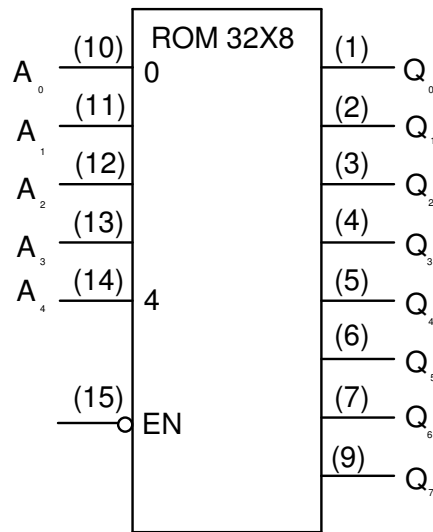 ROM 32X8
A₀ (10) 0 (1) Q₀
A₁ (11) (2) Q₁
A₂ (12) (3) Q₂
A₃ (13) (4) Q₃
A₄ (14) 4 (5) Q₄
(6) Q₅
(15) EN (7) Q₆
(9) Q₇